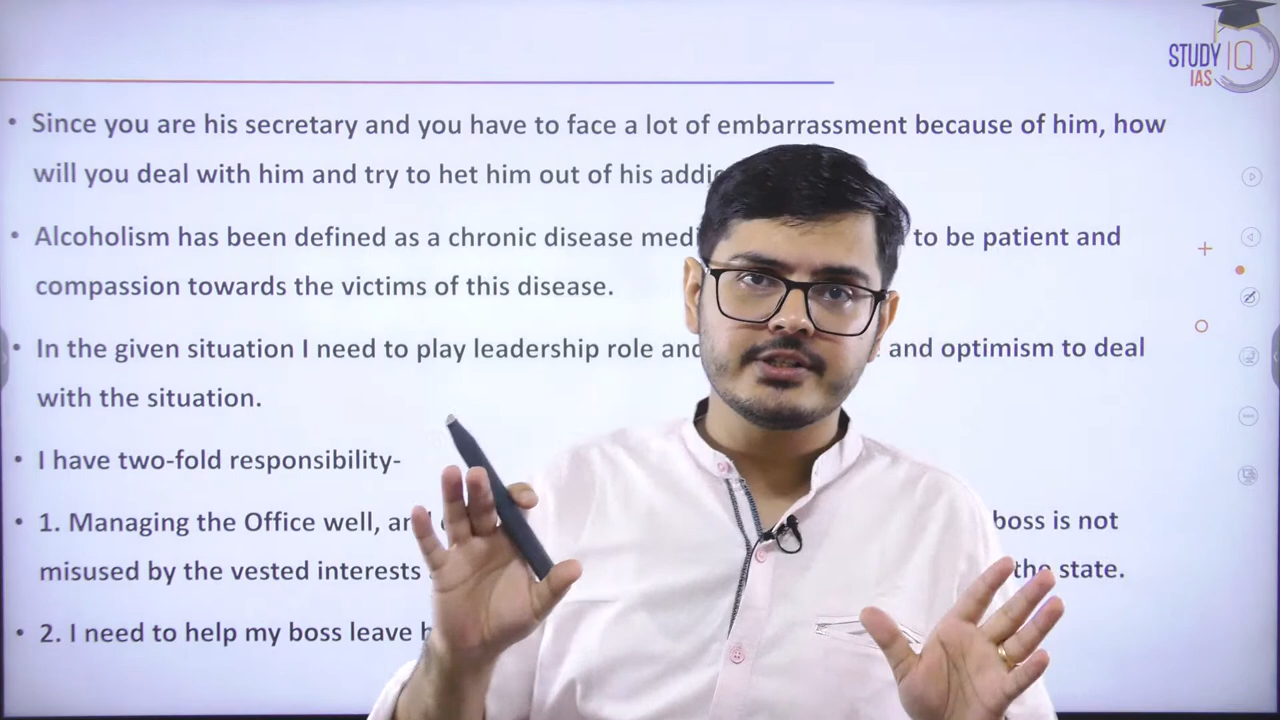 STUDY IQ
IAS
• Since you are his secretary and you have to face a lot of embarrassment because of him, how
will you deal with him and try to het him out of his
• Alcoholism has been defined as a chronic disease to be patient and
compassion towards the victims of this disease.
• In the given situation I need to play leadership role and optimism to deal
with the situation.
• I have two-fold responsibility-
• 1. Managing the Office well, boss is not
misused by the vested interests the state.
• 2. I need to help my boss leave